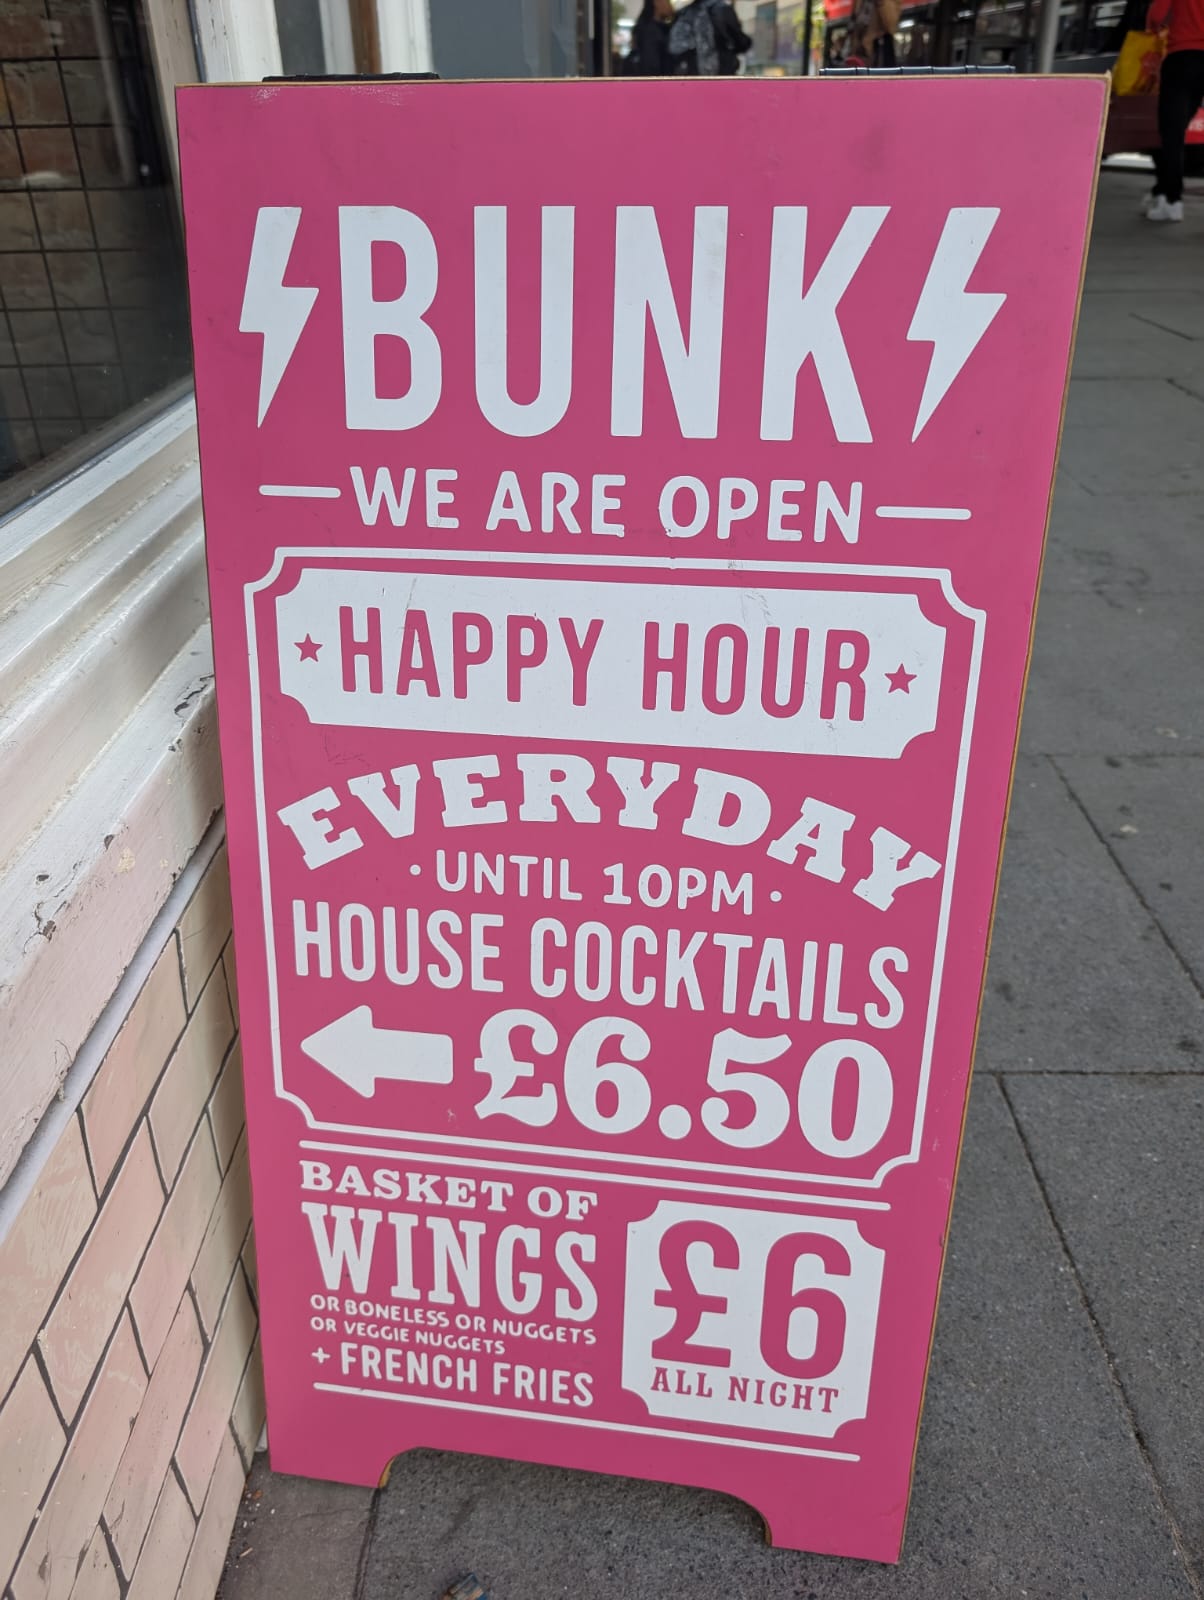 BUNK
WE ARE OPEN
HAPPY HOUR
EVERYDAY
· UNTIL 10PM ·
HOUSE COCKTAILS
£6.50
BASKET OF
WINGS
OR BONELESS OR NUGGETS
OR VEGGIE NUGGETS
+ FRENCH FRIES
£6
ALL NIGHT